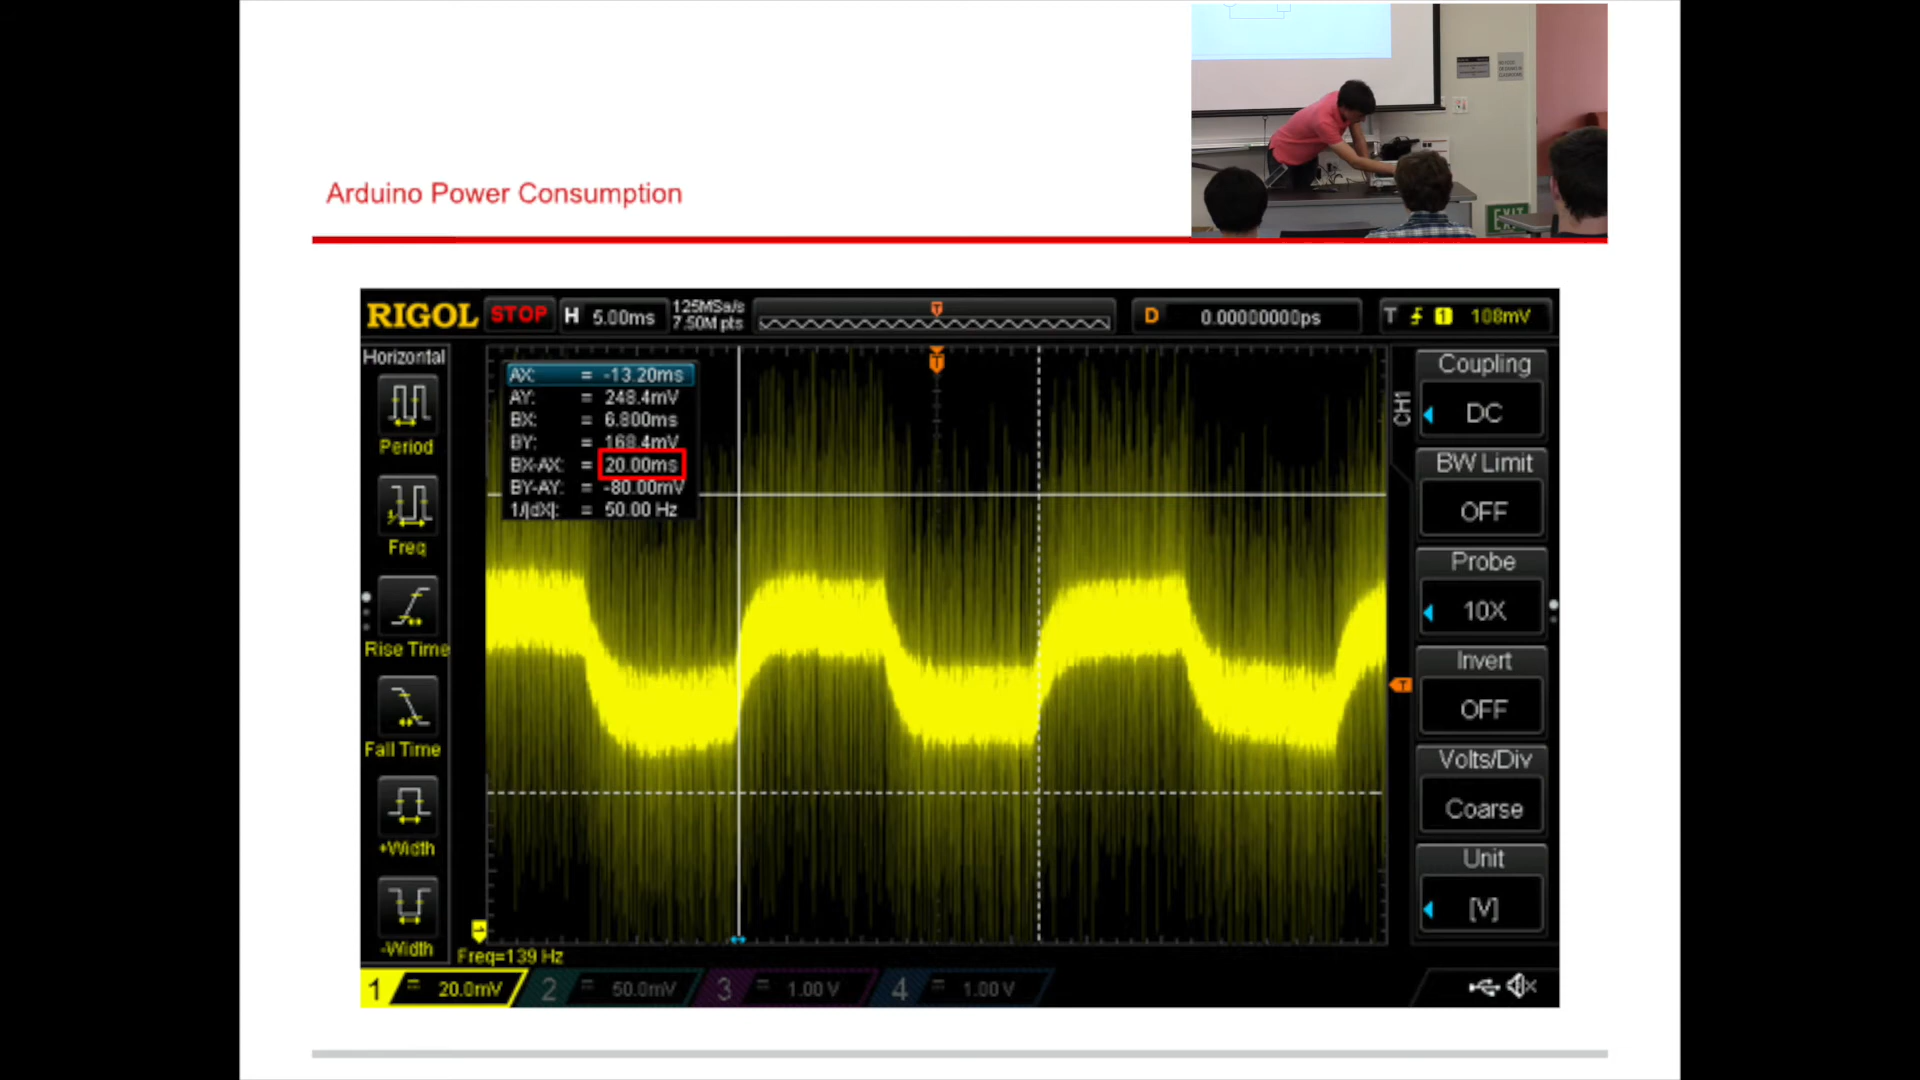 Arduino Power Consumption
EXIT
RIGOL STOP H 5.00ms 125MSa/s 7.50M pts D 0.00000000ps T 1 108mV
Horizontal
Period
Freq
Rise Time
Fall Time
+Width
-Width
AX: = -13.20ms
AY: = 248.4mV
BX: = 6.800ms
BY: = 168.4mV
BX-AX: = 20.00ms
BY-AY: = -80.00mV
1/|dX|: = 50.00 Hz
T
T
CH1
Coupling
DC
BW Limit
OFF
Probe
10X
Invert
OFF
Volts/Div
Coarse
Unit
[V]
Freq=139 Hz
1 = 20.0mV 2 = 50.0mV 3 = 1.00 V 4 = 1.00 V